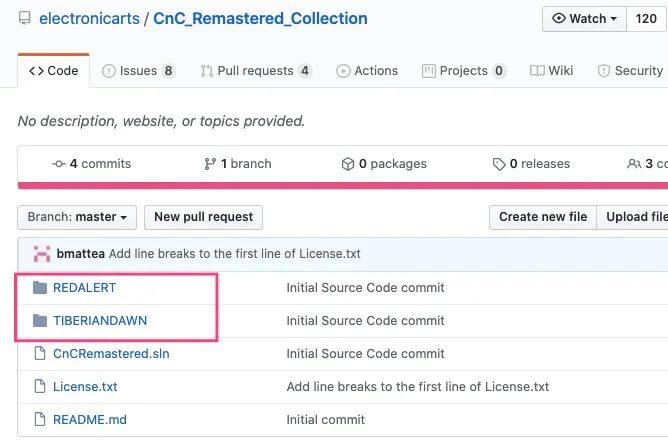 electronicarts / CnC_Remastered_Collection Watch 120
Code Issues 8 Pull requests 4 Actions Projects 0 Wiki Security
No description, website, or topics provided.
4 commits 1 branch 0 packages 0 releases 3 co
Branch: master New pull request Create new file Upload file
bmattea Add line breaks to the first line of License.txt
REDALERT Initial Source Code commit
TIBERIANDAWN Initial Source Code commit
CnCRemastered.sln Initial Source Code commit
License.txt Add line breaks to the first line of License.txt
README.md Initial commit